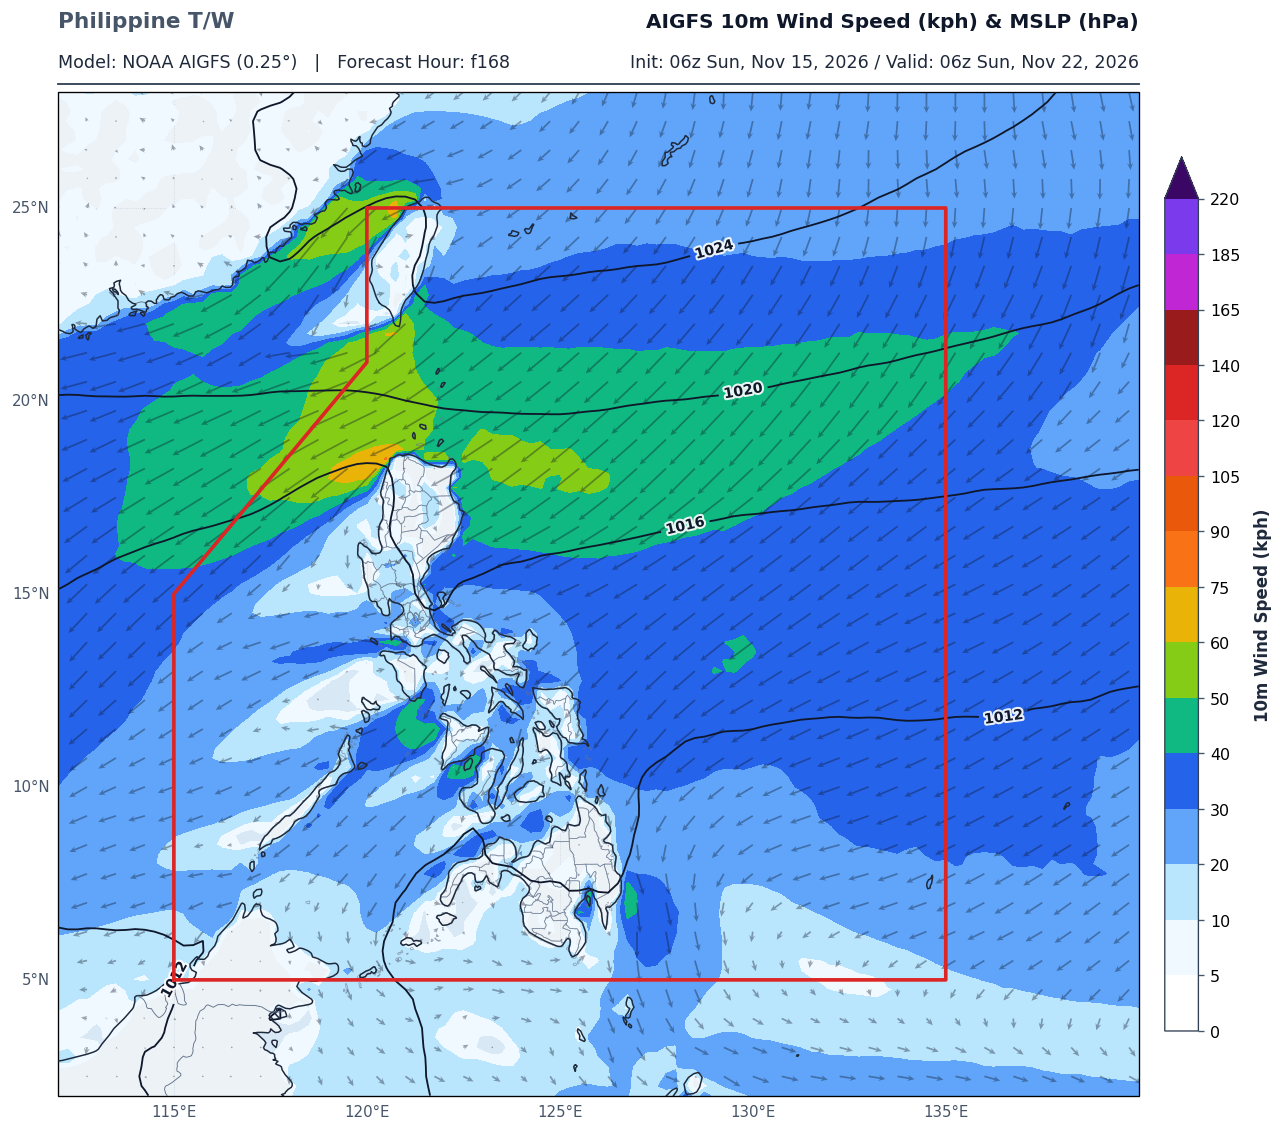 Philippine T/W
AIGFS 10m Wind Speed (kph) & MSLP (hPa)
Model: NOAA AIGFS (0.25°) | Forecast Hour: f168
Init: 06z Sun, Nov 15, 2026 / Valid: 06z Sun, Nov 22, 2026
25°N
20°N
15°N
10°N
5°N
115°E
120°E
125°E
130°E
135°E
1024
1020
1016
1012
1012
220
185
165
140
120
105
90
75
60
50
40
30
20
10
5
0
10m Wind Speed (kph)